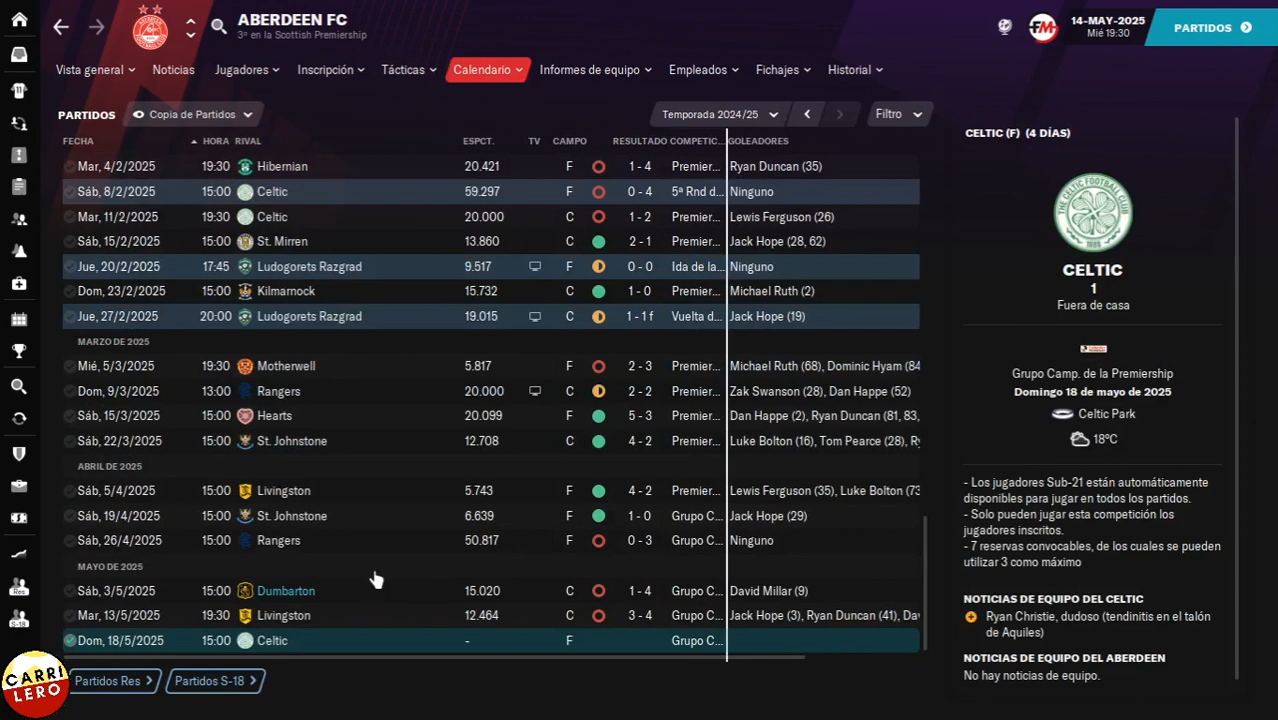 ABERDEEN FC
3º en la Scottish Premiership
14-MAY-2025
Mié 19:30
PARTIDOS
FM
Vista general Noticias Jugadores Inscripción Tácticas Calendario Informes de equipo Empleados Fichajes Historial
PARTIDOS Copia de Partidos Temporada 2024/25 Filtro
FECHA HORA RIVAL ESPCT. TV CAMPO RESULTADO COMPETIC... GOLEADORES
Mar, 4/2/2025 19:30 Hibernian 20.421 F 1 - 4 Premier... Ryan Duncan (35)
Sáb, 8/2/2025 15:00 Celtic 59.297 F 0 - 4 5ª Rnd d... Ninguno
Mar, 11/2/2025 19:30 Celtic 20.000 C 1 - 2 Premier... Lewis Ferguson (26)
Sáb, 15/2/2025 15:00 St. Mirren 13.860 C 2 - 1 Premier... Jack Hope (28, 62)
Jue, 20/2/2025 17:45 Ludogorets Razgrad 9.517 F 0 - 0 Ida de la... Ninguno
Dom, 23/2/2025 15:00 Kilmarnock 15.732 C 1 - 0 Premier... Michael Ruth (2)
Jue, 27/2/2025 20:00 Ludogorets Razgrad 19.015 C 1 - 1 f Vuelta d... Jack Hope (19)
MARZO DE 2025
Mié, 5/3/2025 19:30 Motherwell 5.817 F 2 - 3 Premier... Michael Ruth (68), Dominic Hyam (84
Dom, 9/3/2025 13:00 Rangers 20.000 C 2 - 2 Premier... Zak Swanson (28), Dan Happe (52)
Sáb, 15/3/2025 15:00 Hearts 20.099 F 5 - 3 Premier... Dan Happe (2), Ryan Duncan (81, 83,
Sáb, 22/3/2025 15:00 St. Johnstone 12.708 C 4 - 2 Premier... Luke Bolton (16), Tom Pearce (28), Ry
ABRIL DE 2025
Sáb, 5/4/2025 15:00 Livingston 5.743 F 4 - 2 Premier... Lewis Ferguson (35), Luke Bolton (73
Sáb, 19/4/2025 15:00 St. Johnstone 6.639 F 1 - 0 Grupo C... Jack Hope (29)
Sáb, 26/4/2025 15:00 Rangers 50.817 F 0 - 3 Grupo C... Ninguno
MAYO DE 2025
Sáb, 3/5/2025 15:00 Dumbarton 15.020 C 1 - 4 Grupo C... David Millar (9)
Mar, 13/5/2025 19:30 Livingston 12.464 C 3 - 4 Grupo C... Jack Hope (3), Ryan Duncan (41), Dav
Dom, 18/5/2025 15:00 Celtic - F Grupo C...
Partidos Res Partidos S-18
Res
S-18
CARRI
LERO
CELTIC (F) (4 DÍAS)
CELTIC
1
Fuera de casa
Grupo Camp. de la Premiership
Domingo 18 de mayo de 2025
Celtic Park
18ºC
- Los jugadores Sub-21 están automáticamente
disponibles para jugar en todos los partidos.
- Solo pueden jugar esta competición los
jugadores inscritos.
- 7 reservas convocables, de los cuales se pueden
utilizar 3 como máximo
NOTICIAS DE EQUIPO DEL CELTIC
Ryan Christie, dudoso (tendinitis en el talón
de Aquiles)
NOTICIAS DE EQUIPO DEL ABERDEEN
No hay noticias de equipo.